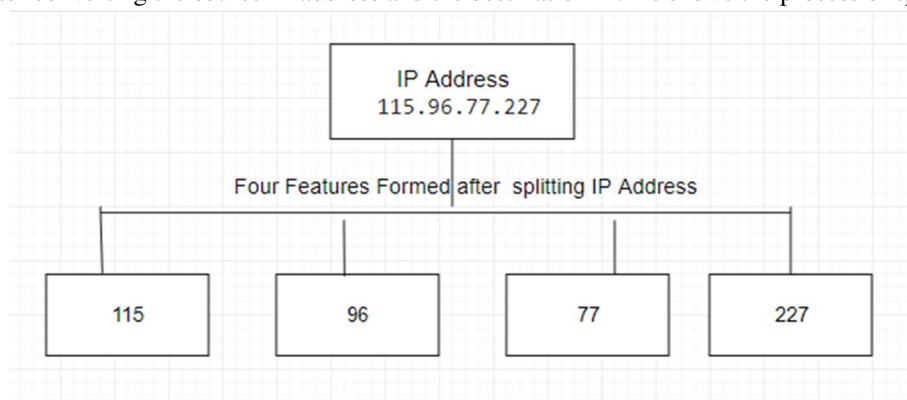 IP Address
115.96.77.227
Four Features Formed after splitting IP Address
115
96
77
227